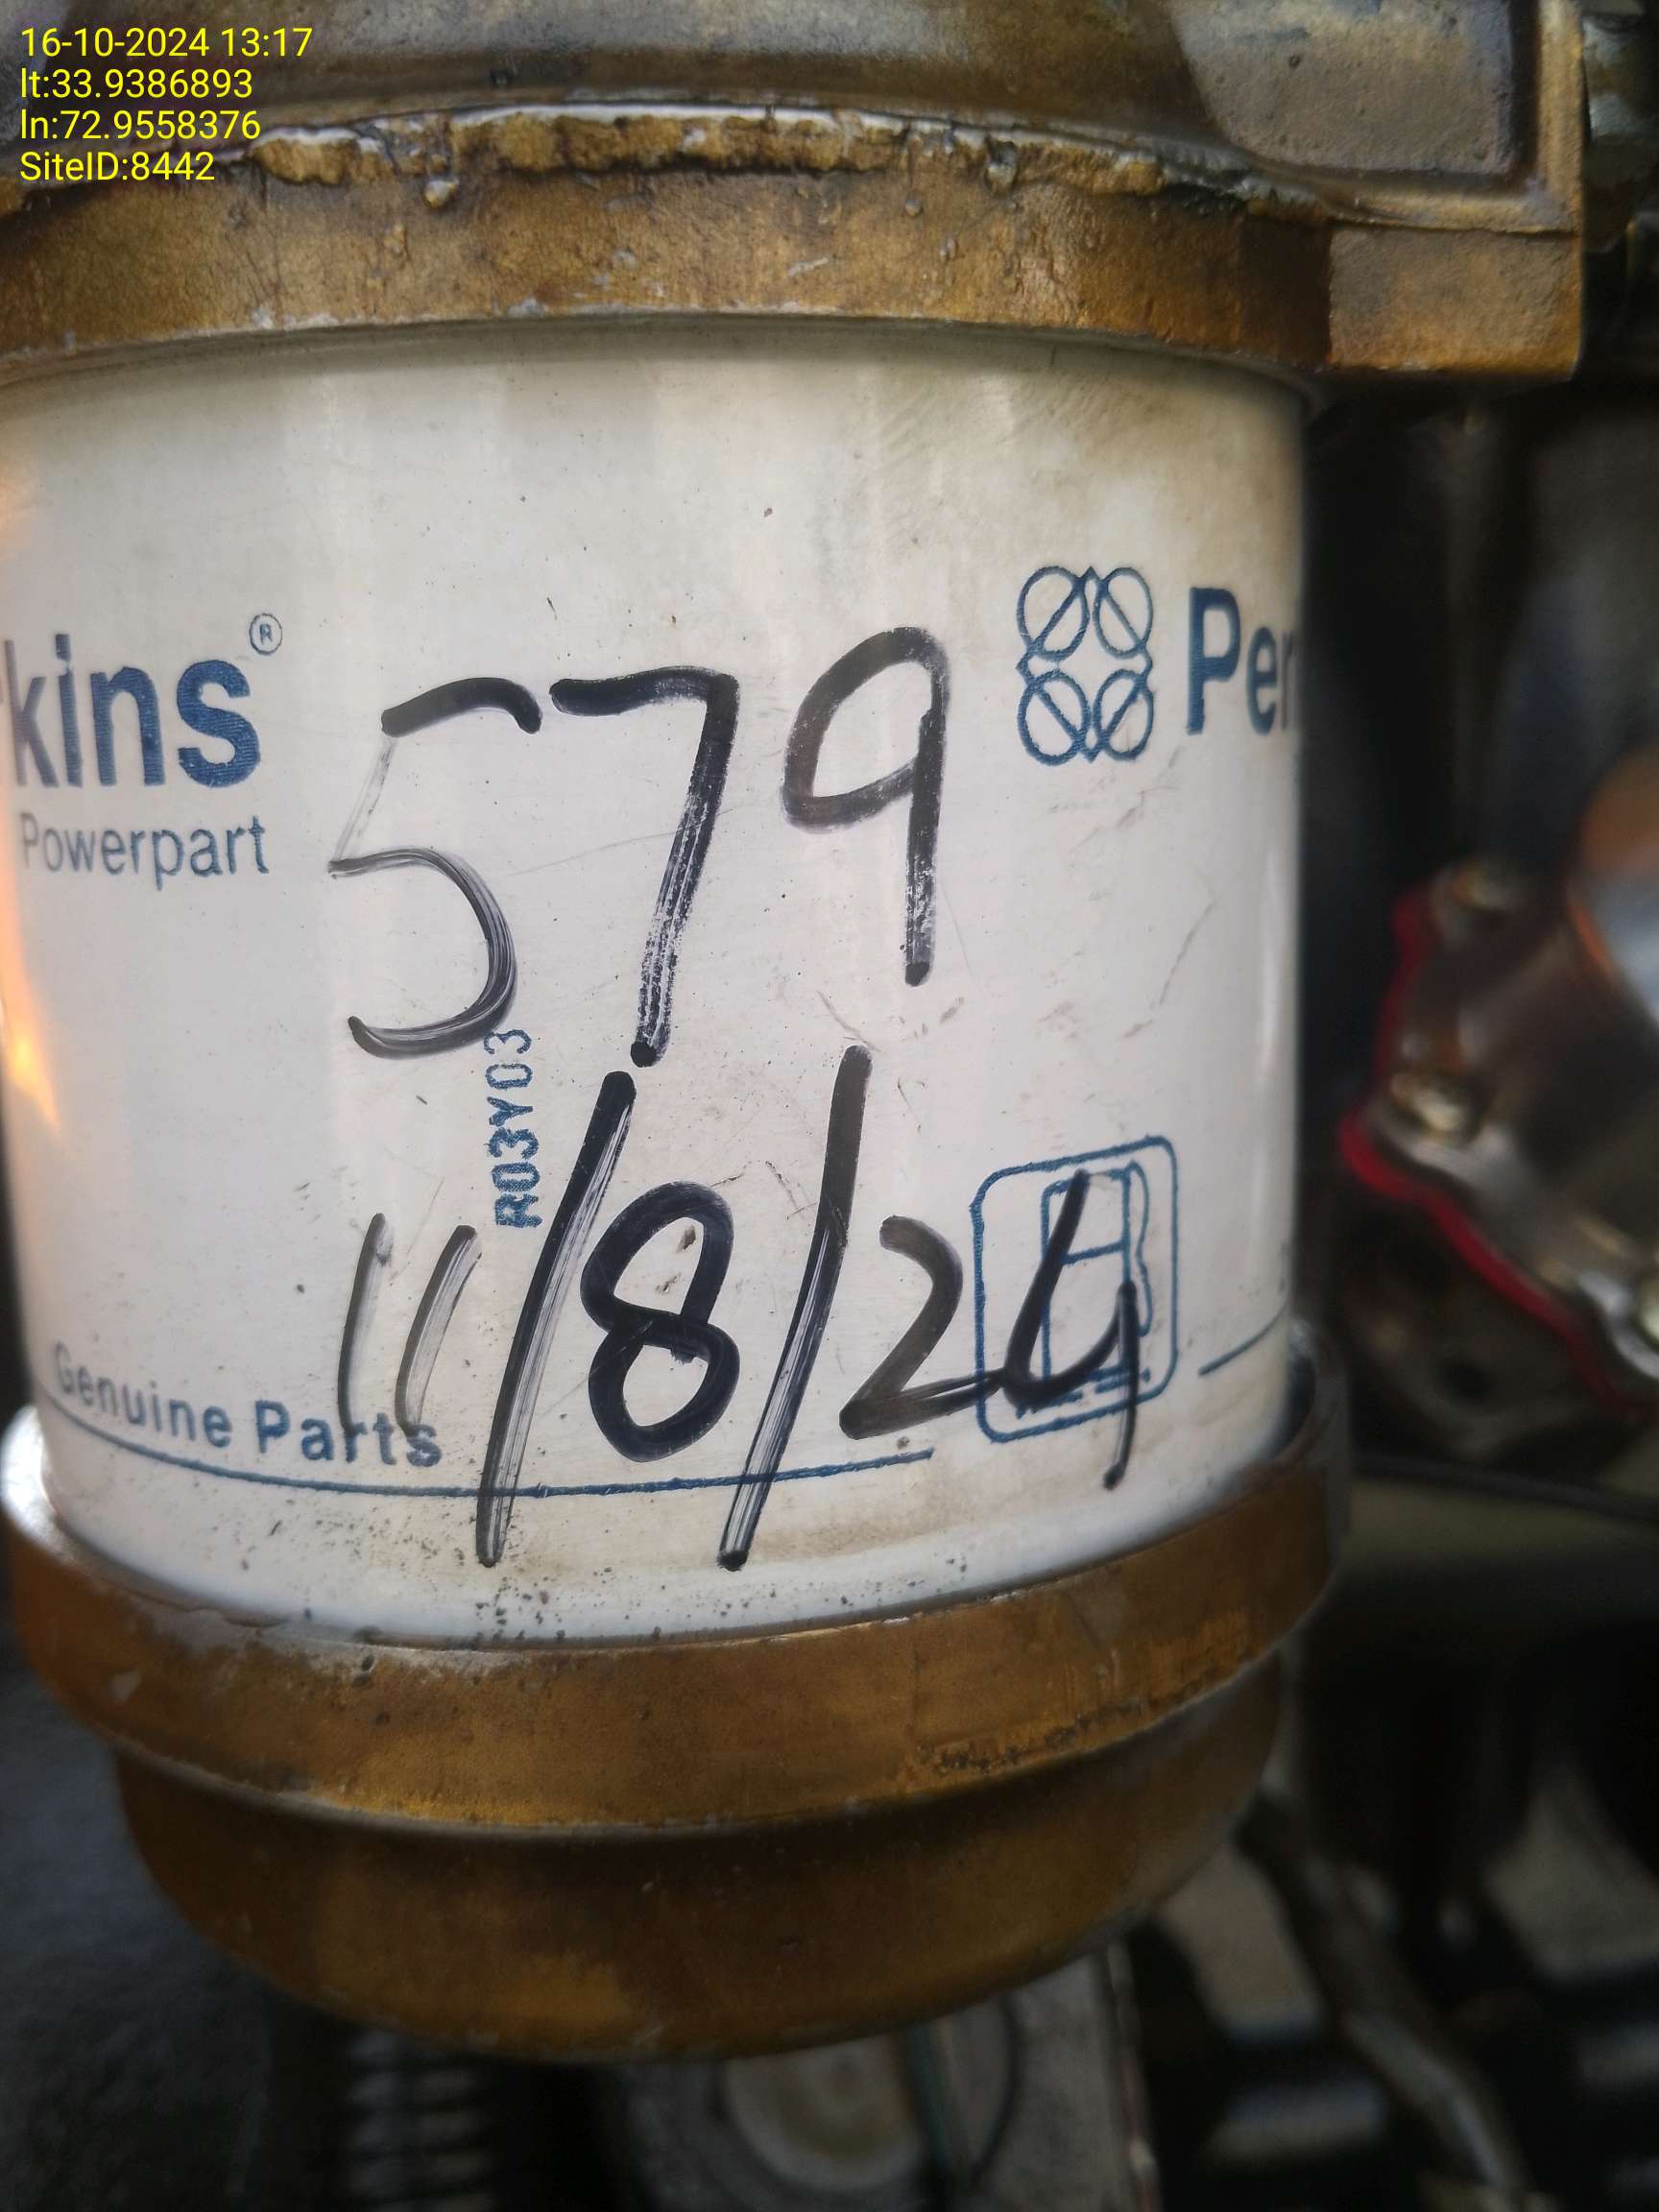 16-10-2024 13:17
lt:33.9386893
ln:72.9558376
SiteID:8442
kins®
Powerpart
579
Per
R03Y03
11/8/24
Genuine Parts